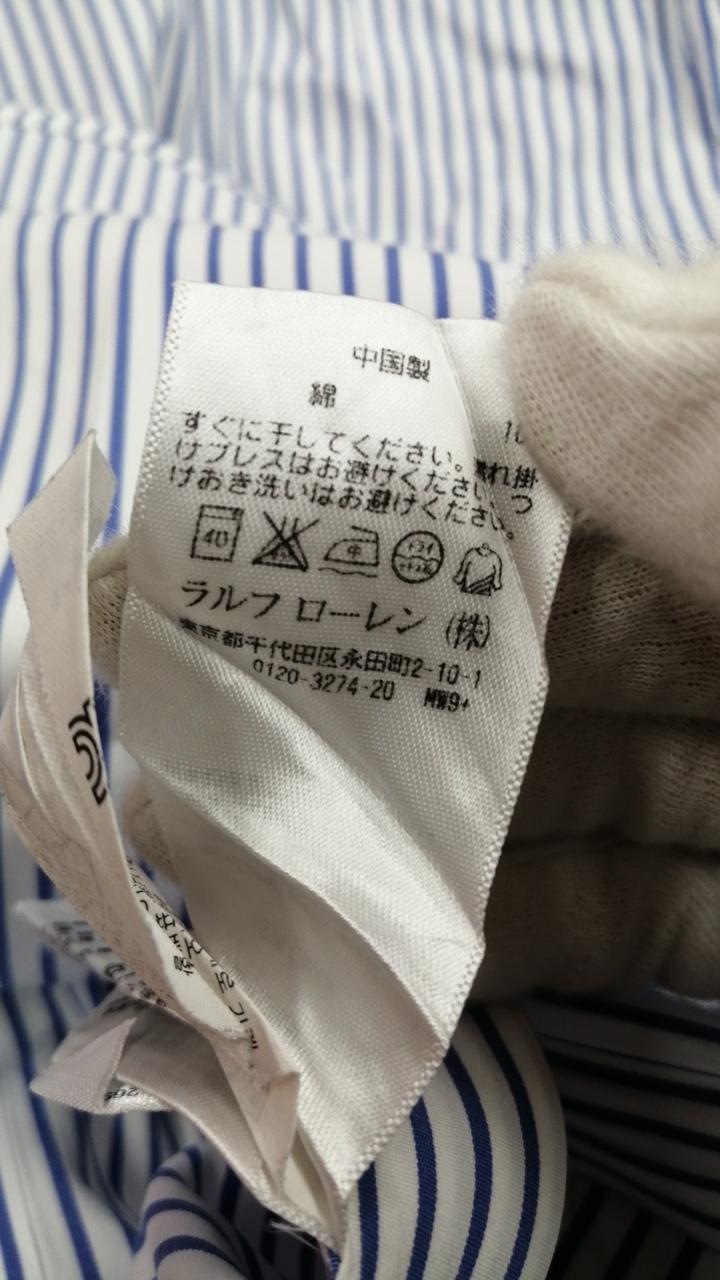 中国製
綿 10
すぐに干してください。濡れ掛
けプレスはお避けください。つ
けおき洗いはお避けください。
40 中
ラルフ ローレン (株)
東京都千代田区永田町2-10-1
0120-3274-20 MW9+